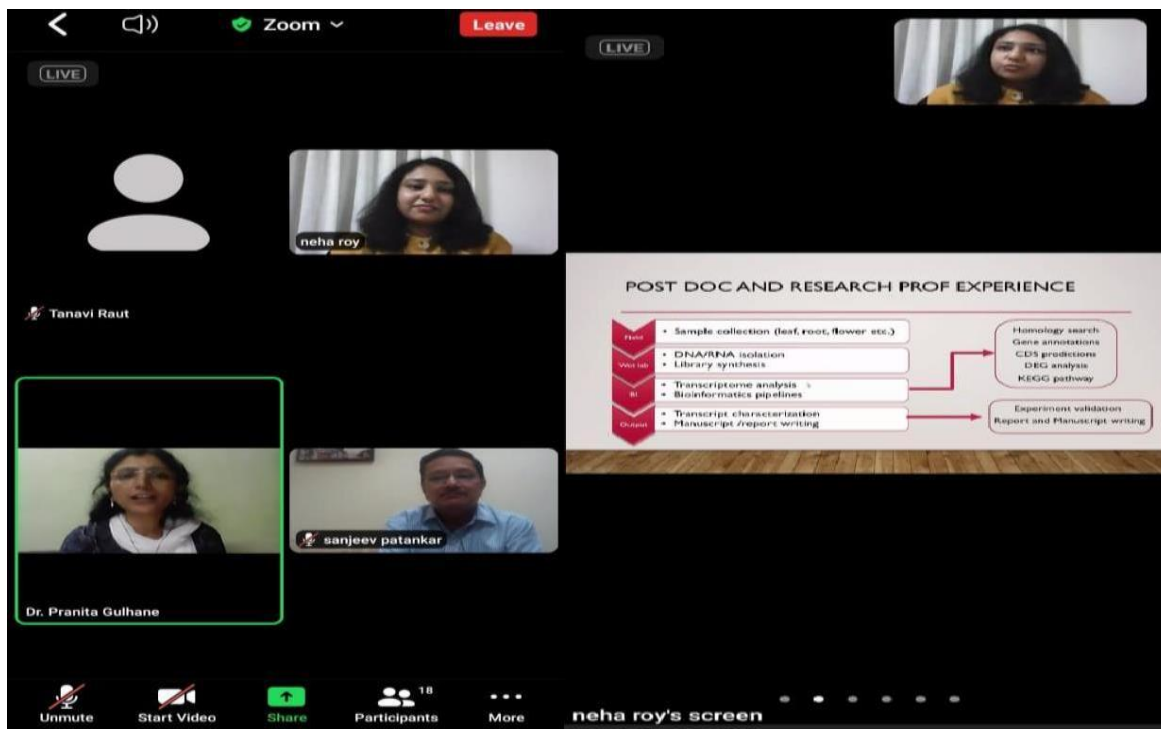 Zoom
Leave
LIVE
neha roy
Tanavi Raut
sanjeev patankar
Dr. Pranita Gulhane
Unmute
Start Video
Share
Participants
18
More
LIVE
POST DOC AND RESEARCH PROF EXPERIENCE
Field
• Sample collection (leaf, root, flower etc.)
Wet lab
• DNA/RNA isolation
• Library synthesis
BI
• Transcriptome analysis
• Bioinformatics pipelines
Output
• Transcript characterization
• Manuscript /report writing
Homology search
Gene annotations
CDS predictions
DEG analysis
KEGG pathway
Experiment validation
Report and Manuscript writing
neha roy's screen